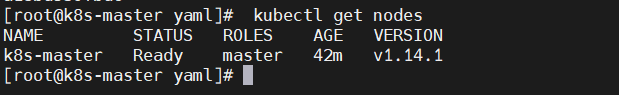 [root@k8s-master yaml]#  kubectl get nodes
NAME         STATUS   ROLES    AGE   VERSION
k8s-master   Ready    master   42m   v1.14.1
[root@k8s-master yaml]#